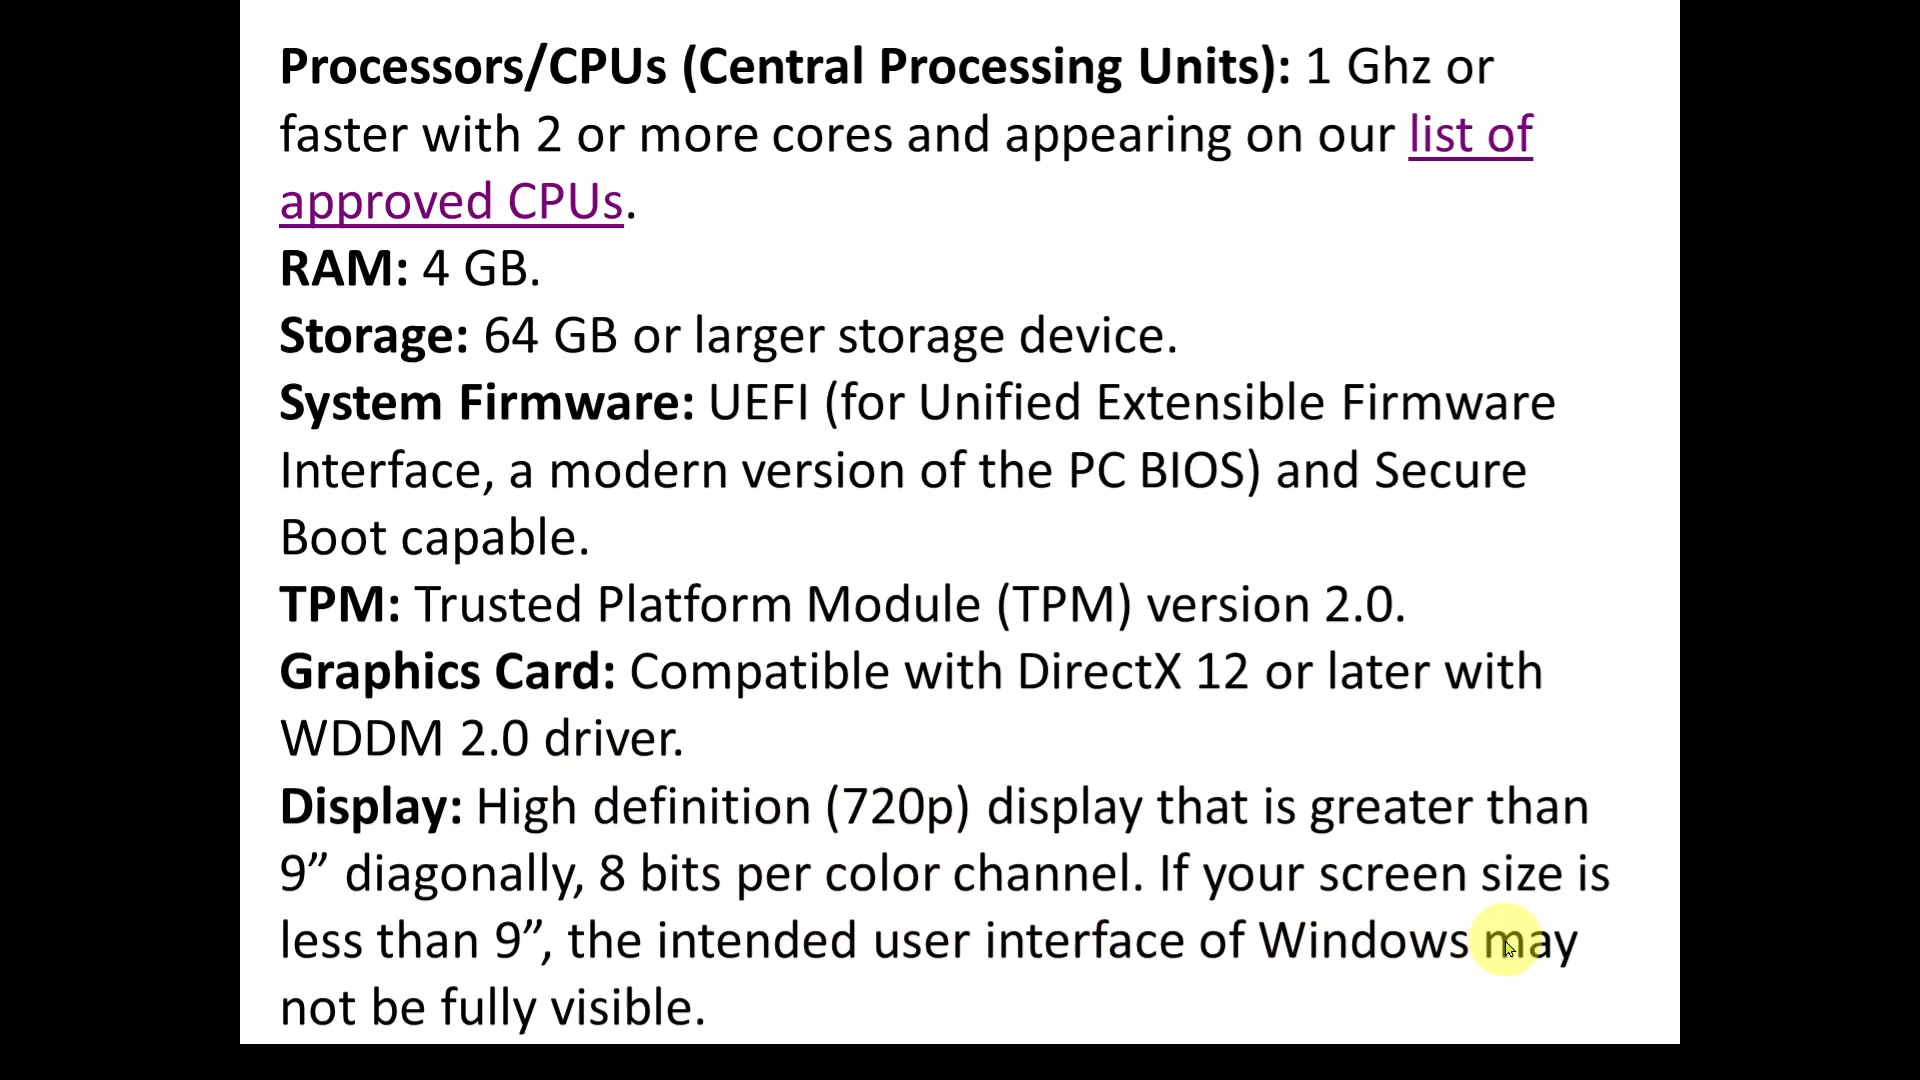 Processors/CPUs (Central Processing Units): 1 Ghz or
faster with 2 or more cores and appearing on our list of
approved CPUs.
RAM: 4 GB.
Storage: 64 GB or larger storage device.
System Firmware: UEFI (for Unified Extensible Firmware
Interface, a modern version of the PC BIOS) and Secure
Boot capable.
TPM: Trusted Platform Module (TPM) version 2.0.
Graphics Card: Compatible with DirectX 12 or later with
WDDM 2.0 driver.
Display: High definition (720p) display that is greater than
9” diagonally, 8 bits per color channel. If your screen size is
less than 9”, the intended user interface of Windows may
not be fully visible.